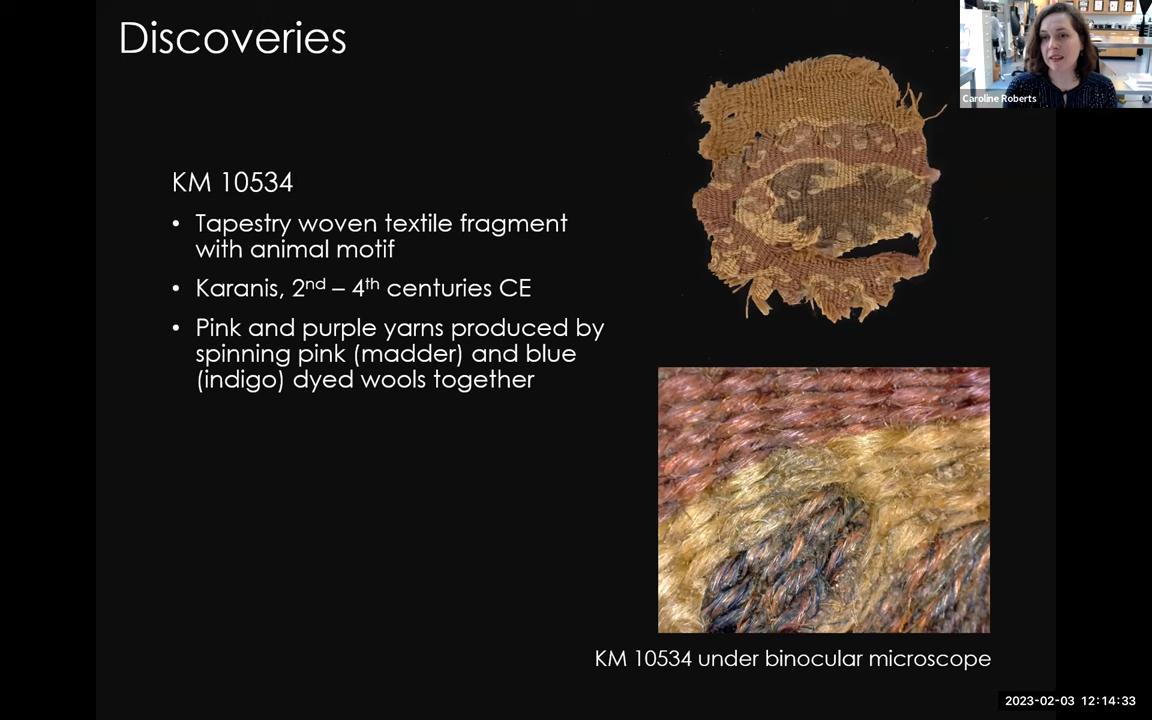 Discoveries
Caroline Roberts
KM 10534
• Tapestry woven textile fragment
with animal motif
• Karanis, 2nd – 4th centuries CE
• Pink and purple yarns produced by
spinning pink (madder) and blue
(indigo) dyed wools together
KM 10534 under binocular microscope
2023-02-03 12:14:33